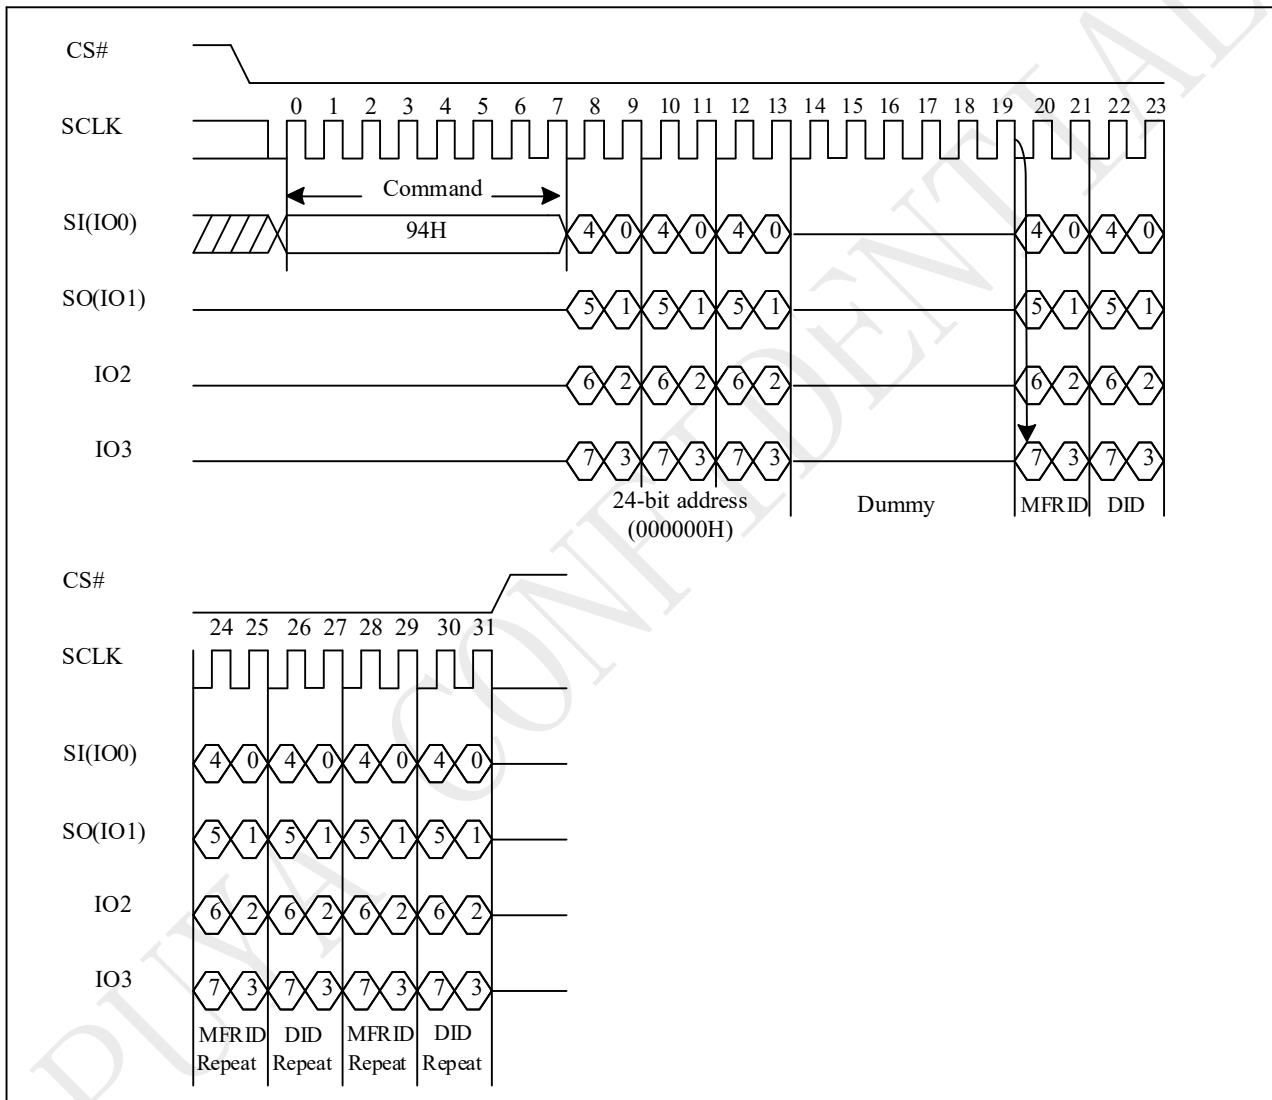 CS#
0 1 2 3 4 5 6 7 8 9 10 11 12 13 14 15 16 17 18 19 20 21 22 23
SCLK
Command
SI(IO0) 94H 4 0 4 0 4 0 4 0 4 0
SO(IO1) 5 1 5 1 5 1 5 1 5 1
IO2 6 2 6 2 6 2 6 2 6 2
IO3 7 3 7 3 7 3 7 3 7 3
24-bit address Dummy MFRID DID
(000000H)
CS#
24 25 26 27 28 29 30 31
SCLK
SI(IO0) 4 0 4 0 4 0 4 0
SO(IO1) 5 1 5 1 5 1 5 1
IO2 6 2 6 2 6 2 6 2
IO3 7 3 7 3 7 3 7 3
MFRID DID MFRID DID
Repeat Repeat Repeat Repeat
PUYA CONFIDENTIAL